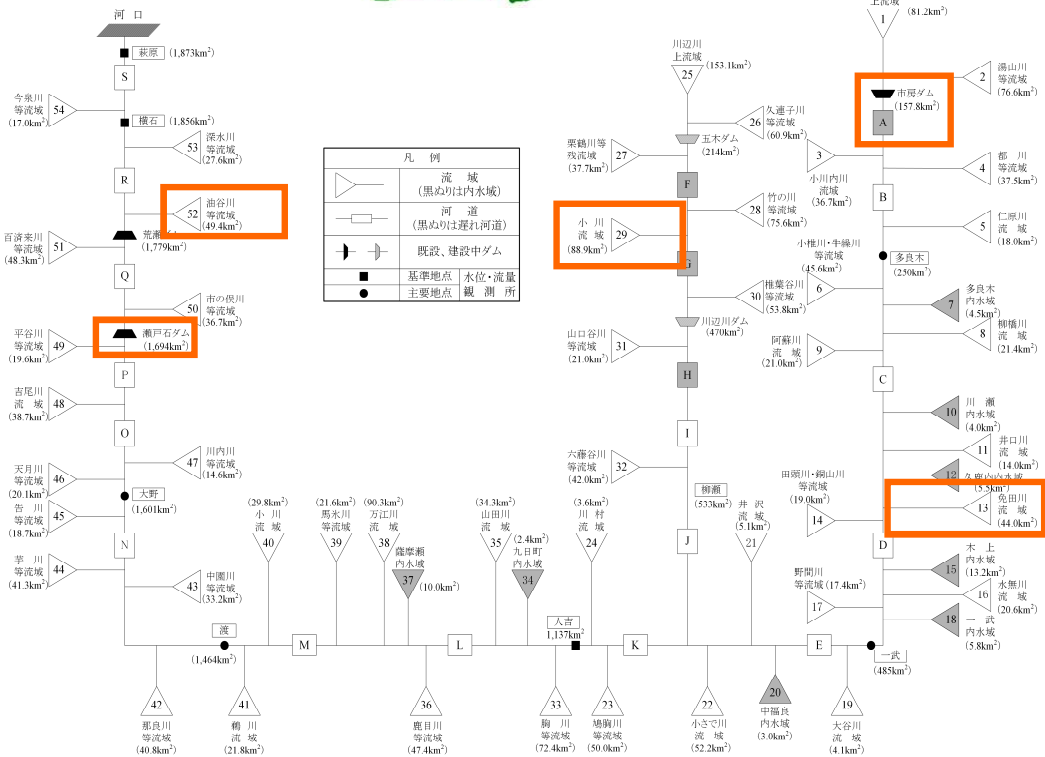 河口
萩原 (1,873km²)
S
今泉川
等流域
(17.0km²)
54
横石 (1,856km²)
53
深水川
等流域
(27.6km²)
R
52
油谷川
等流域
(49.4km²)
百済来川
等流域
(48.3km²)
51
(1,779km²)
Q
50
市の俣川
等流域
(36.7km²)
瀬戸石ダム
(1,694km²)
平谷川
等流域
(19.6km²)
49
P
吉尾川
流域
(38.7km²)
48
O
47
川内川
等流域
(14.6km²)
天月川
等流域
(20.1km²)
46
大野
(1,601km²)
告川
等流域
(18.7km²)
45
N
芋川
等流域
(41.3km²)
44
43
中園川
等流域
(33.2km²)
凡例
流域
(黒ぬりは内水域)
河道
(黒ぬりは遅れ河道)
既設、建設中ダム
基準地点
主要地点
水位・流量
観測所
42
那良川
等流域
(40.8km²)
渡
(1,464km²)
41
鵜川
流域
(21.8km²)
(29.8km²)
小川
流域
40
M
(21.6km²)
馬氷川
等流域
39
(90.3km²)
万江川
流域
38
薩摩瀬
内水域
37
(10.0km²)
36
鹿目川
等流域
(47.4km²)
L
(34.3km²)
山田川
流域
35
(2.4km²)
九日町
内水域
34
33
胸川
等流域
(72.4km²)
人吉
1,137km²
(3.6km²)
川村
流域
24
23
鳩胸川
等流域
(50.0km²)
K
川辺川
上流域
(153.1km²)
25
26
久連子川
等流域
(60.9km²)
五木ダム
(214km²)
栗鶴川等
残流域
(37.7km²)
27
F
28
竹の川
等流域
(75.6km²)
小川
流域
(88.9km²)
29
G
30
椎葉谷川
等流域
(53.8km²)
川辺川ダム
(470km²)
山口谷川
等流域
(21.0km²)
31
H
I
六藤谷川
等流域
(42.0km²)
32
柳瀬
(533km²)
J
22
小さで川
流域
(52.2km²)
井沢
流域
(5.1km²)
21
20
中福良
内水域
(3.0km²)
E
19
大谷川
流域
(4.1km²)
一武
(485km²)
上流域
(81.2km²)
1
2
湯山川
等流域
(76.6km²)
市房ダム
(157.8km²)
A
3
小川内川
流域
(36.7km²)
4
都川
等流域
(37.5km²)
B
5
仁原川
流域
(18.0km²)
小椎川・牛繰川
等流域
(45.6km²)
6
多良木
(250km²)
7
多良木
内水域
(4.5km²)
8
柳橋川
流域
(21.4km²)
阿蘇川
流域
(21.0km²)
9
C
10
川瀬
内水域
(4.0km²)
11
井口川
流域
(14.0km²)
12
(5.5km²)
13
免田川
流域
(44.0km²)
田頭川・銅山川
等流域
(19.0km²)
14
D
15
木上
内水域
(13.2km²)
16
水無川
流域
(20.6km²)
野間川
等流域 (17.4km²)
17
18
一武
内水域
(5.8km²)